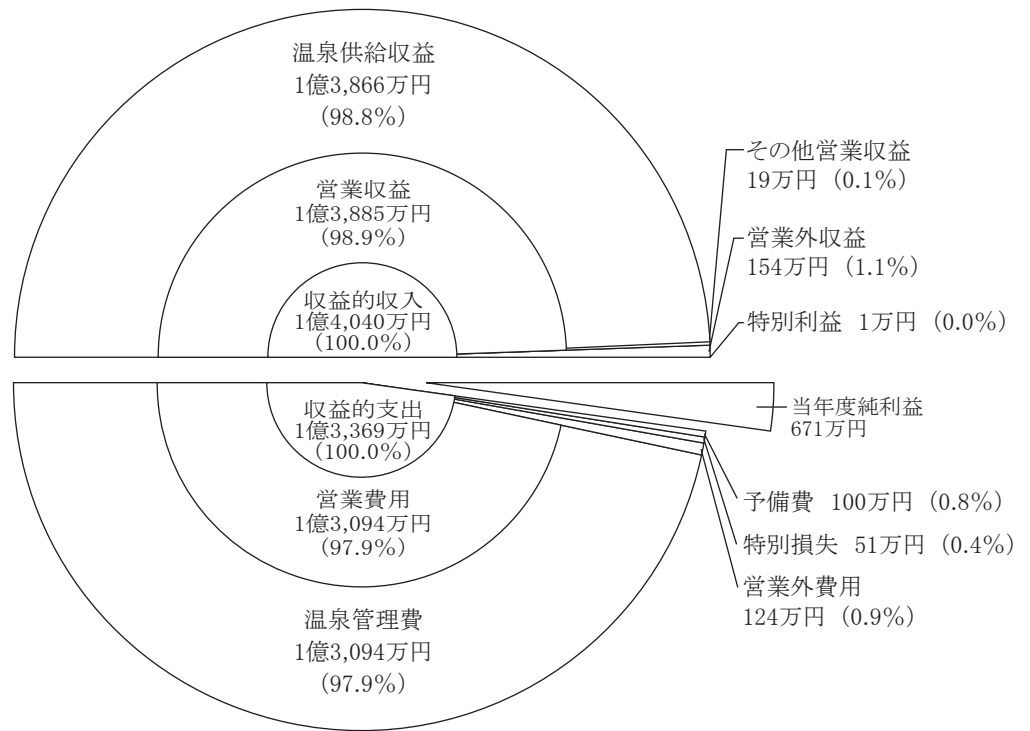 温泉供給収益
1億3,866万円
(98.8%)
営業収益
1億3,885万円
(98.9%)
収益的収入
1億4,040万円
(100.0%)
その他営業収益
19万円 (0.1%)
営業外収益
154万円 (1.1%)
特別利益 1万円 (0.0%)
収益的支出
1億3,369万円
(100.0%)
営業費用
1億3,094万円
(97.9%)
温泉管理費
1億3,094万円
(97.9%)
当年度純利益
671万円
予備費 100万円 (0.8%)
特別損失 51万円 (0.4%)
営業外費用
124万円 (0.9%)